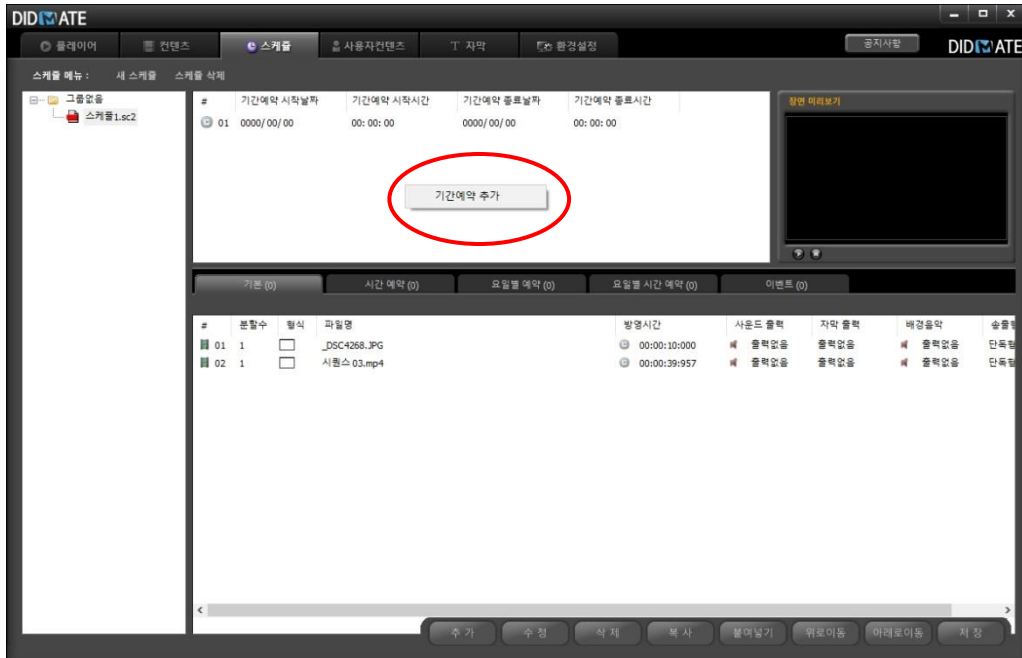 DIDMATE
플레이어 컨텐츠 스케줄 사용자컨텐츠 T 자막 환경설정 공지사항 DIDMATE
스케줄 메뉴 : 새 스케줄 스케줄 삭제
그룹없음
스케줄1.sc2
# 기간예약 시작날짜 기간예약 시작시간 기간예약 종료날짜 기간예약 종료시간
01 0000/00/00 00:00:00 0000/00/00 00:00:00
기간예약 추가
장면 미리보기
기본 (0) 시간 예약 (0) 요일별 예약 (0) 요일별 시간 예약 (0) 이벤트 (0)
# 분할수 형식 파일명 방영시간 사운드 출력 자막 출력 배경음악 송출형
01 1 _DSC4268.JPG 00:00:10:000 출력없음 출력없음 출력없음 단독형
02 1 시퀀스 03.mp4 00:00:39:957 출력없음 출력없음 출력없음 단독형
추 가 수 정 삭 제 복 사 붙여넣기 위로이동 아래로이동 저 장